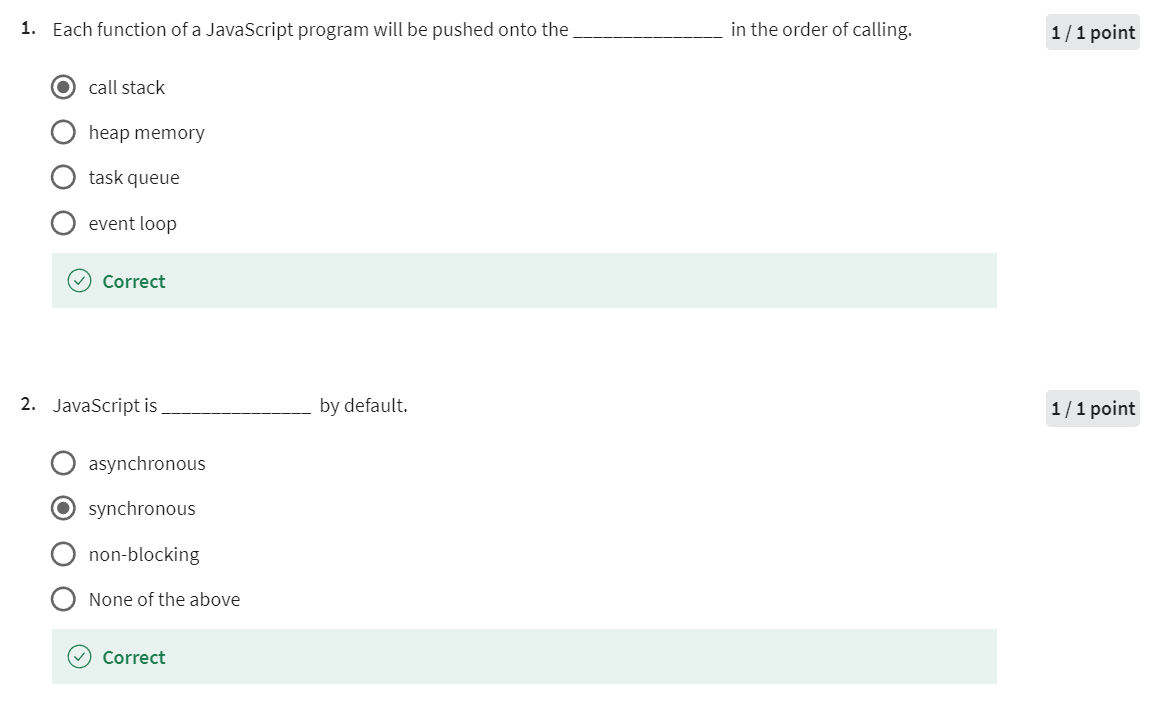 1. Each function of a JavaScript program will be pushed onto the _______________ in the order of calling. 1 / 1 point
call stack
heap memory
task queue
event loop
Correct
2. JavaScript is _______________ by default. 1 / 1 point
asynchronous
synchronous
non-blocking
None of the above
Correct